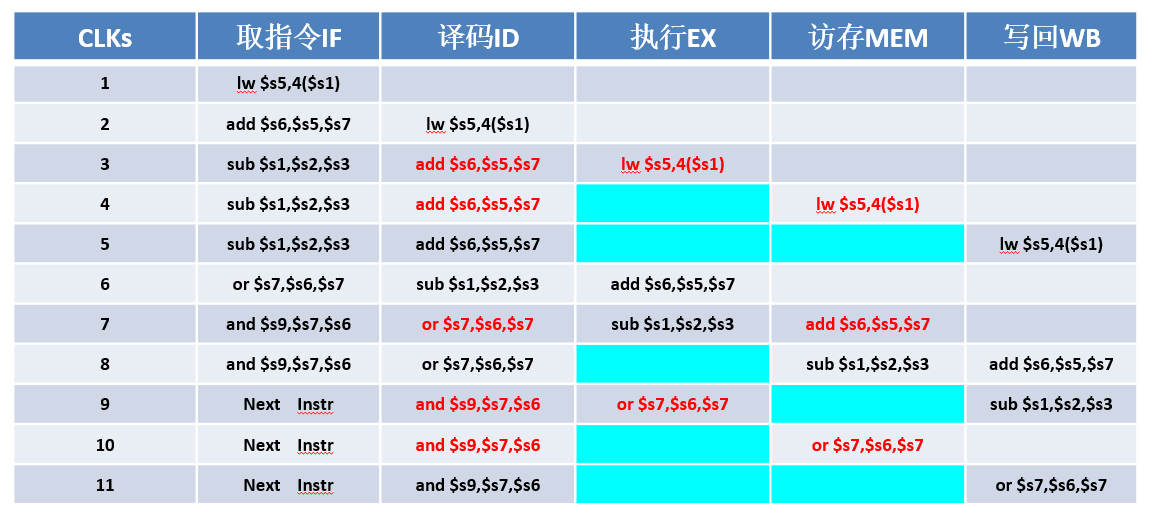 CLKs 取指令IF 译码ID 执行EX 访存MEM 写回WB
1 lw $s5,4($s1)
2 add $s6,$s5,$s7 lw $s5,4($s1)
3 sub $s1,$s2,$s3 add $s6,$s5,$s7 lw $s5,4($s1)
4 sub $s1,$s2,$s3 add $s6,$s5,$s7 lw $s5,4($s1)
5 sub $s1,$s2,$s3 add $s6,$s5,$s7 lw $s5,4($s1)
6 or $s7,$s6,$s7 sub $s1,$s2,$s3 add $s6,$s5,$s7
7 and $s9,$s7,$s6 or $s7,$s6,$s7 sub $s1,$s2,$s3 add $s6,$s5,$s7
8 and $s9,$s7,$s6 or $s7,$s6,$s7 sub $s1,$s2,$s3 add $s6,$s5,$s7
9 Next Instr and $s9,$s7,$s6 or $s7,$s6,$s7 sub $s1,$s2,$s3
10 Next Instr and $s9,$s7,$s6 or $s7,$s6,$s7
11 Next Instr and $s9,$s7,$s6 or $s7,$s6,$s7